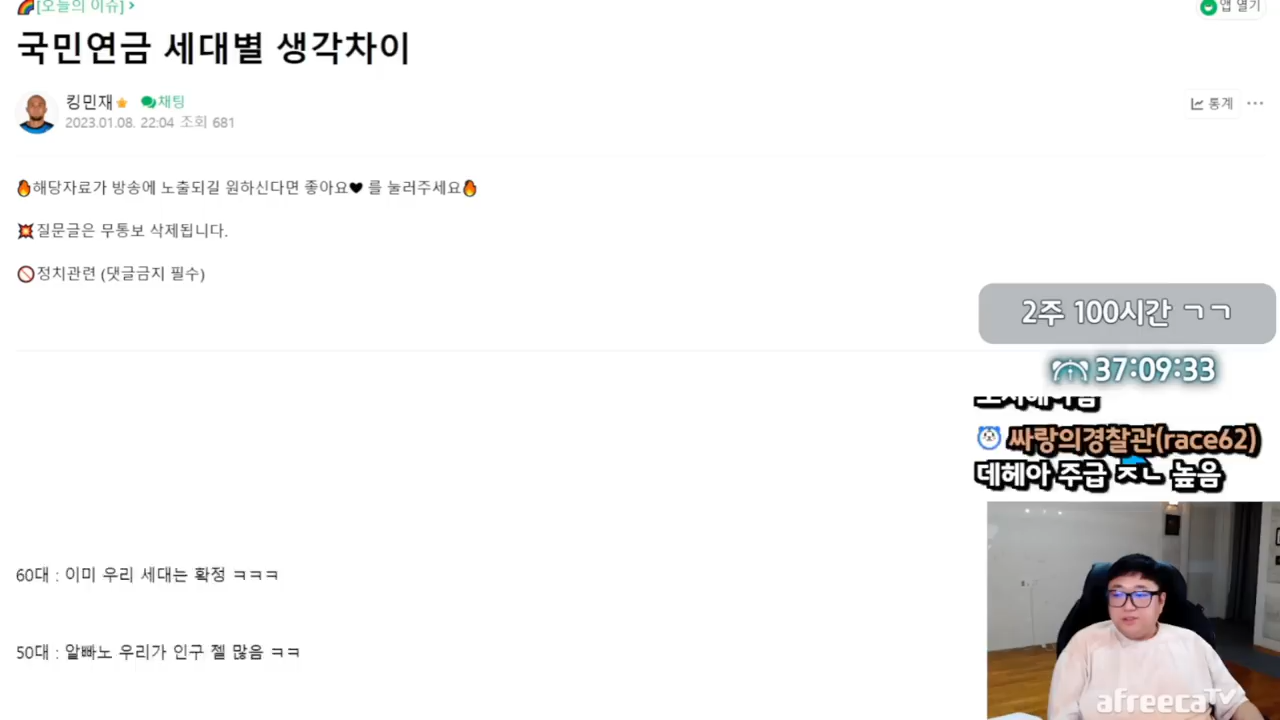 [오늘의 이슈] >
앱 열기
국민연금 세대별 생각차이
킹민재 채팅
2023.01.08. 22:04 조회 681
통계
해당자료가 방송에 노출되길 원하신다면 좋아요🖤 를 눌러주세요
질문글은 무통보 삭제됩니다.
정치관련 (댓글금지 필수)
2주 100시간 ㄱㄱ
37:09:33
싸랑의경찰관(race62)
데헤아 주급 ㅈㄴ 높음
60대 : 이미 우리 세대는 확정 ㅋㅋㅋ
50대 : 알빠노 우리가 인구 젤 많음 ㅋㅋ
afreecaTV